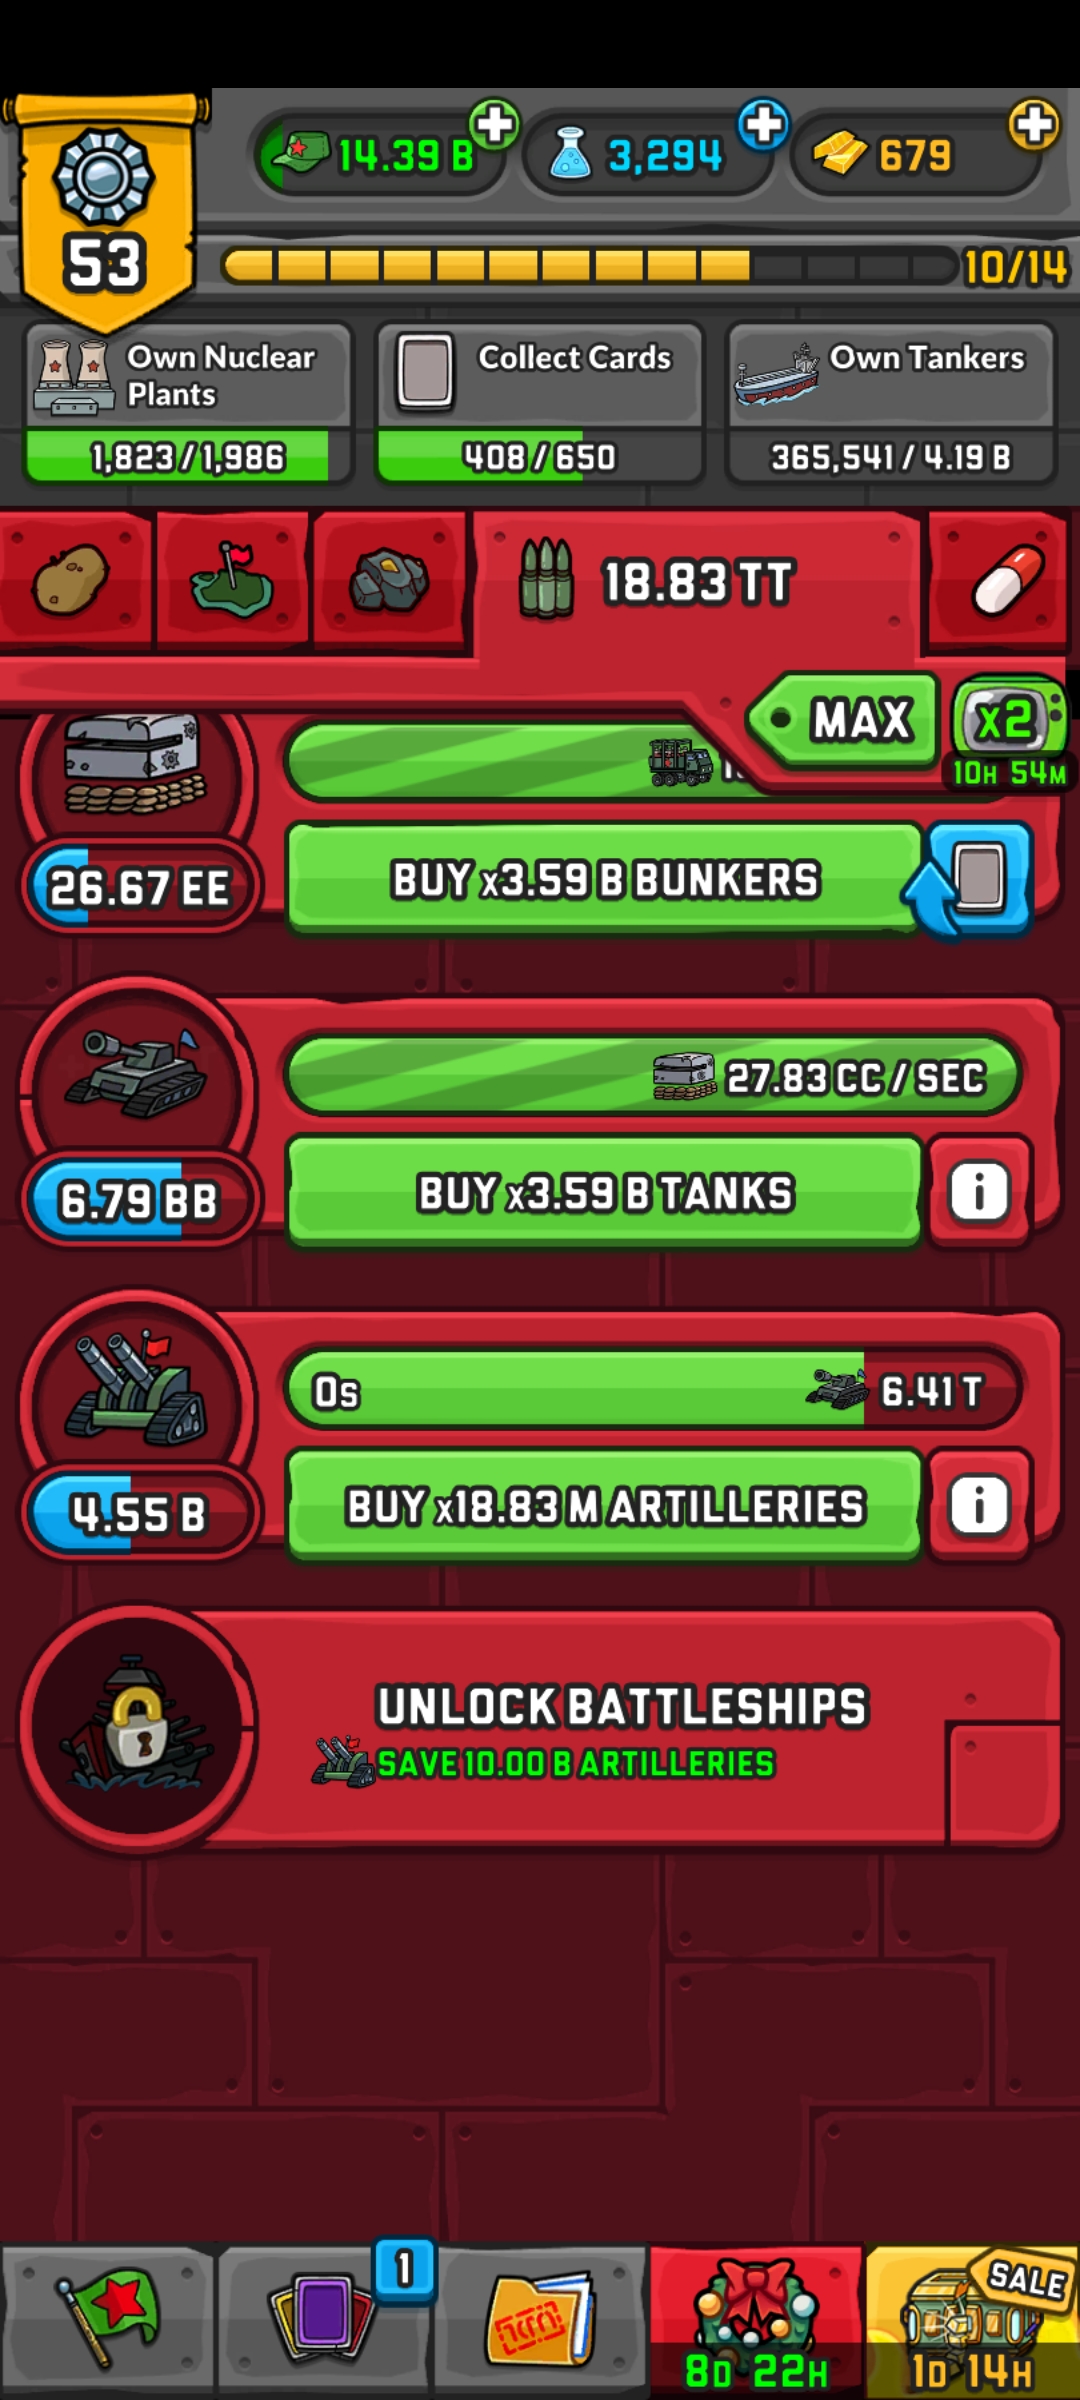 14.39 B
3,294
679
53
10/14
Own Nuclear
Plants
1,823/1,986
Collect Cards
408/650
Own Tankers
365,541/4.19 B
18.83 TT
MAX
x2
10H 54M
26.67 EE
BUY x3.59 B BUNKERS
27.83 CC/SEC
6.79 BB
BUY x3.59 B TANKS
i
0s
6.41 T
4.55 B
BUY x18.83 M ARTILLERIES
i
UNLOCK BATTLESHIPS
SAVE 10.00 B ARTILLERIES
1
SALE
8D 22H
1D 14H